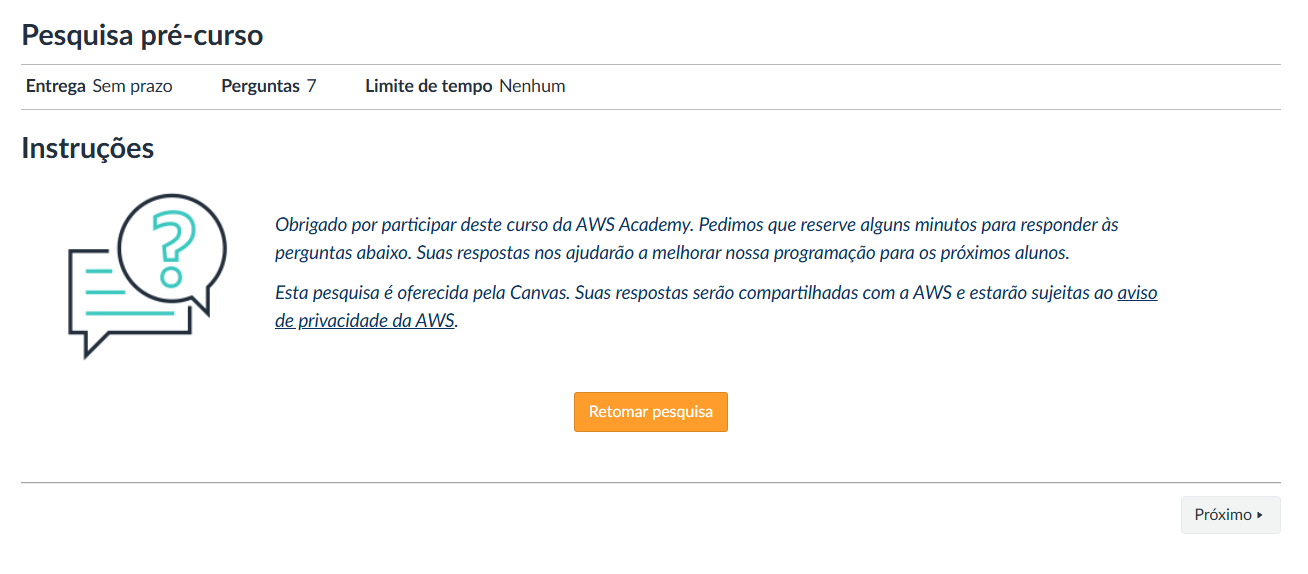 Pesquisa pré-curso
Entrega Sem prazo Perguntas 7 Limite de tempo Nenhum
Instruções
Obrigado por participar deste curso da AWS Academy. Pedimos que reserve alguns minutos para responder às
perguntas abaixo. Suas respostas nos ajudarão a melhorar nossa programação para os próximos alunos.
Esta pesquisa é oferecida pela Canvas. Suas respostas serão compartilhadas com a AWS e estarão sujeitas ao aviso
de privacidade da AWS.
Retomar pesquisa
Próximo